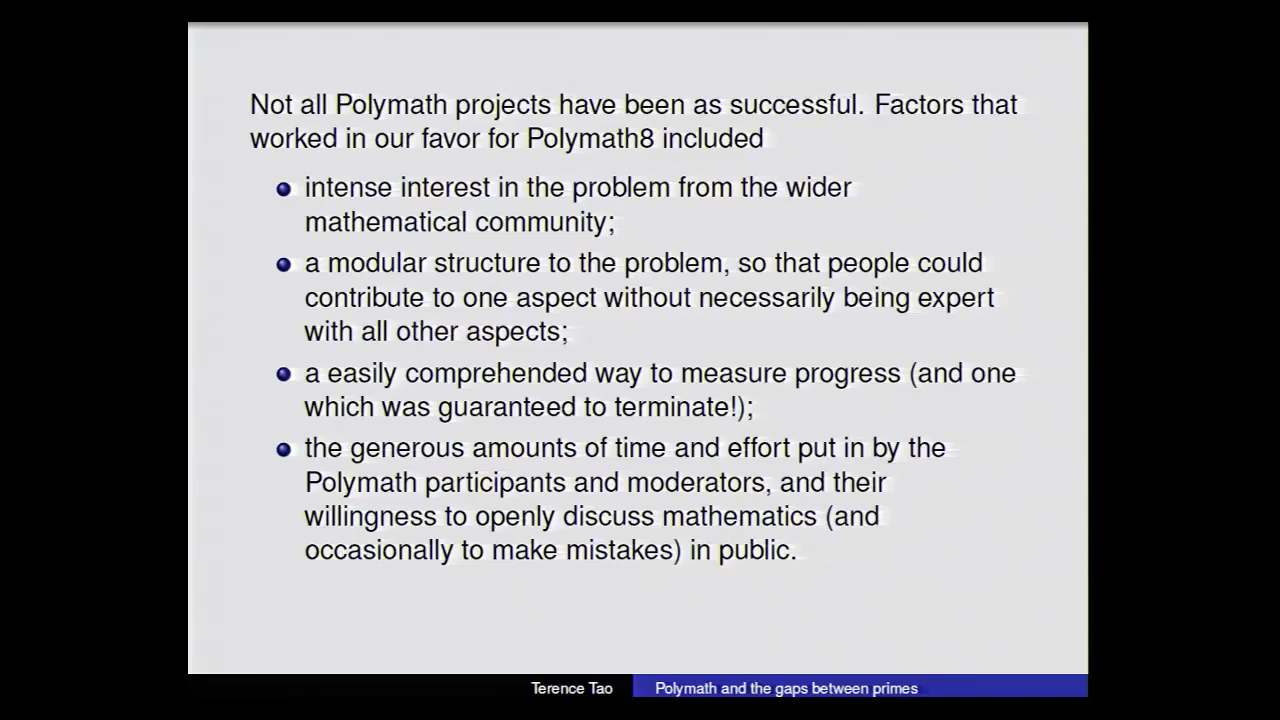 Not all Polymath projects have been as successful. Factors that
worked in our favor for Polymath8 included
intense interest in the problem from the wider
mathematical community;
a modular structure to the problem, so that people could
contribute to one aspect without necessarily being expert
with all other aspects;
a easily comprehended way to measure progress (and one
which was guaranteed to terminate!);
the generous amounts of time and effort put in by the
Polymath participants and moderators, and their
willingness to openly discuss mathematics (and
occasionally to make mistakes) in public.
Terence Tao
Polymath and the gaps between primes